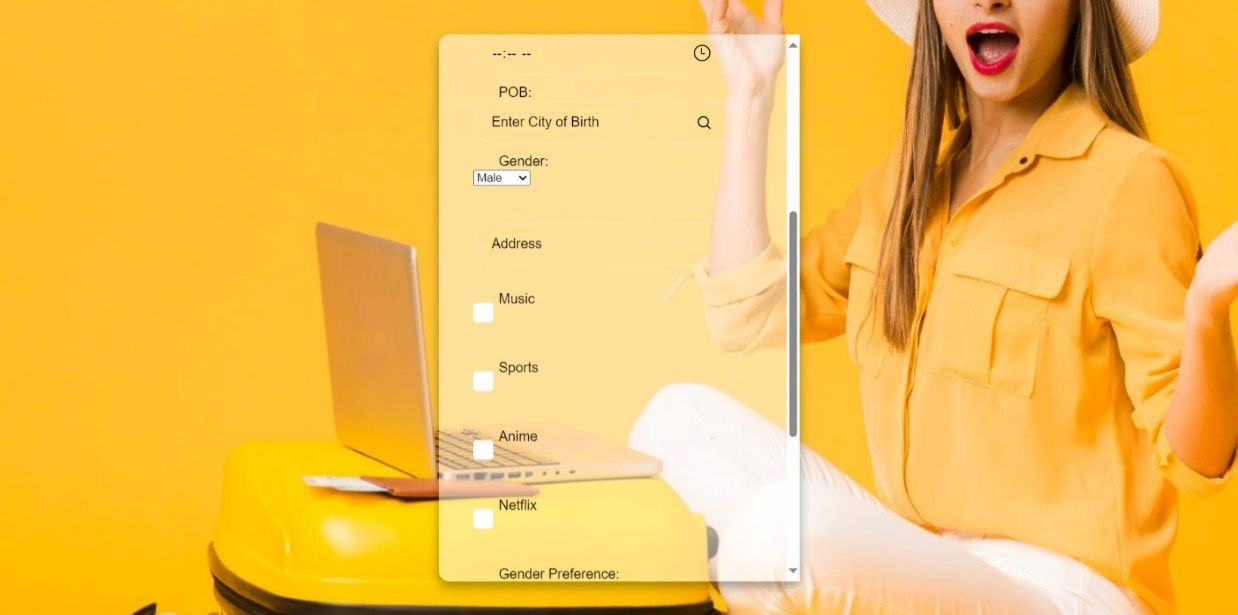 --:-- --
POB:
Enter City of Birth
Gender:
Male
Address
Music
Sports
Anime
Netflix
Gender Preference: